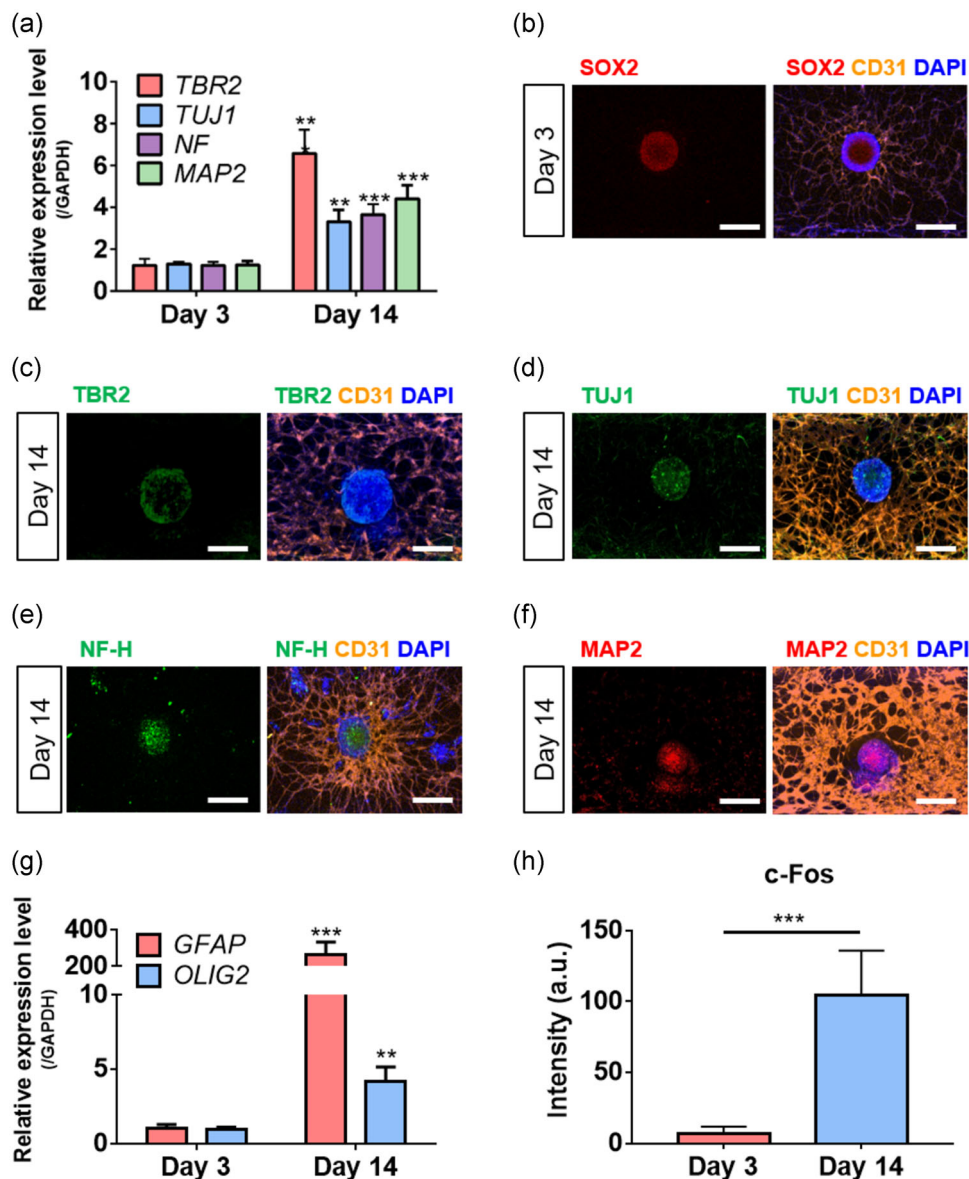 (a)
Relative expression level
(/GAPDH)
10
8
6
4
2
0
TBR2
TUJ1
NF
MAP2
**
**
***
***
Day 3
Day 14
(b)
SOX2
SOX2 CD31 DAPI
Day 3
(c)
TBR2
TBR2 CD31 DAPI
Day 14
(d)
TUJ1
TUJ1 CD31 DAPI
Day 14
(e)
NF-H
NF-H CD31 DAPI
Day 14
(f)
MAP2
MAP2 CD31 DAPI
Day 14
(g)
Relative expression level
(/GAPDH)
400
200
10
5
0
GFAP
OLIG2
***
**
Day 3
Day 14
(h)
c-Fos
Intensity (a.u.)
150
100
50
0
***
Day 3
Day 14